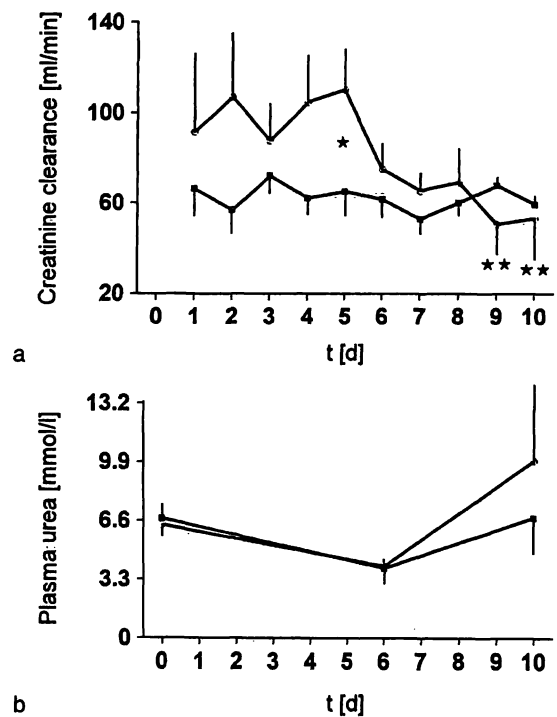 Creatinine clearance [ml/min]
140
100
60
20
★
★★
★★
0 1 2 3 4 5 6 7 8 9 10
t [d]
a
Plasma urea [mmol/l]
13.2
9.9
6.6
3.3
0
0 1 2 3 4 5 6 7 8 9 10
t [d]
b